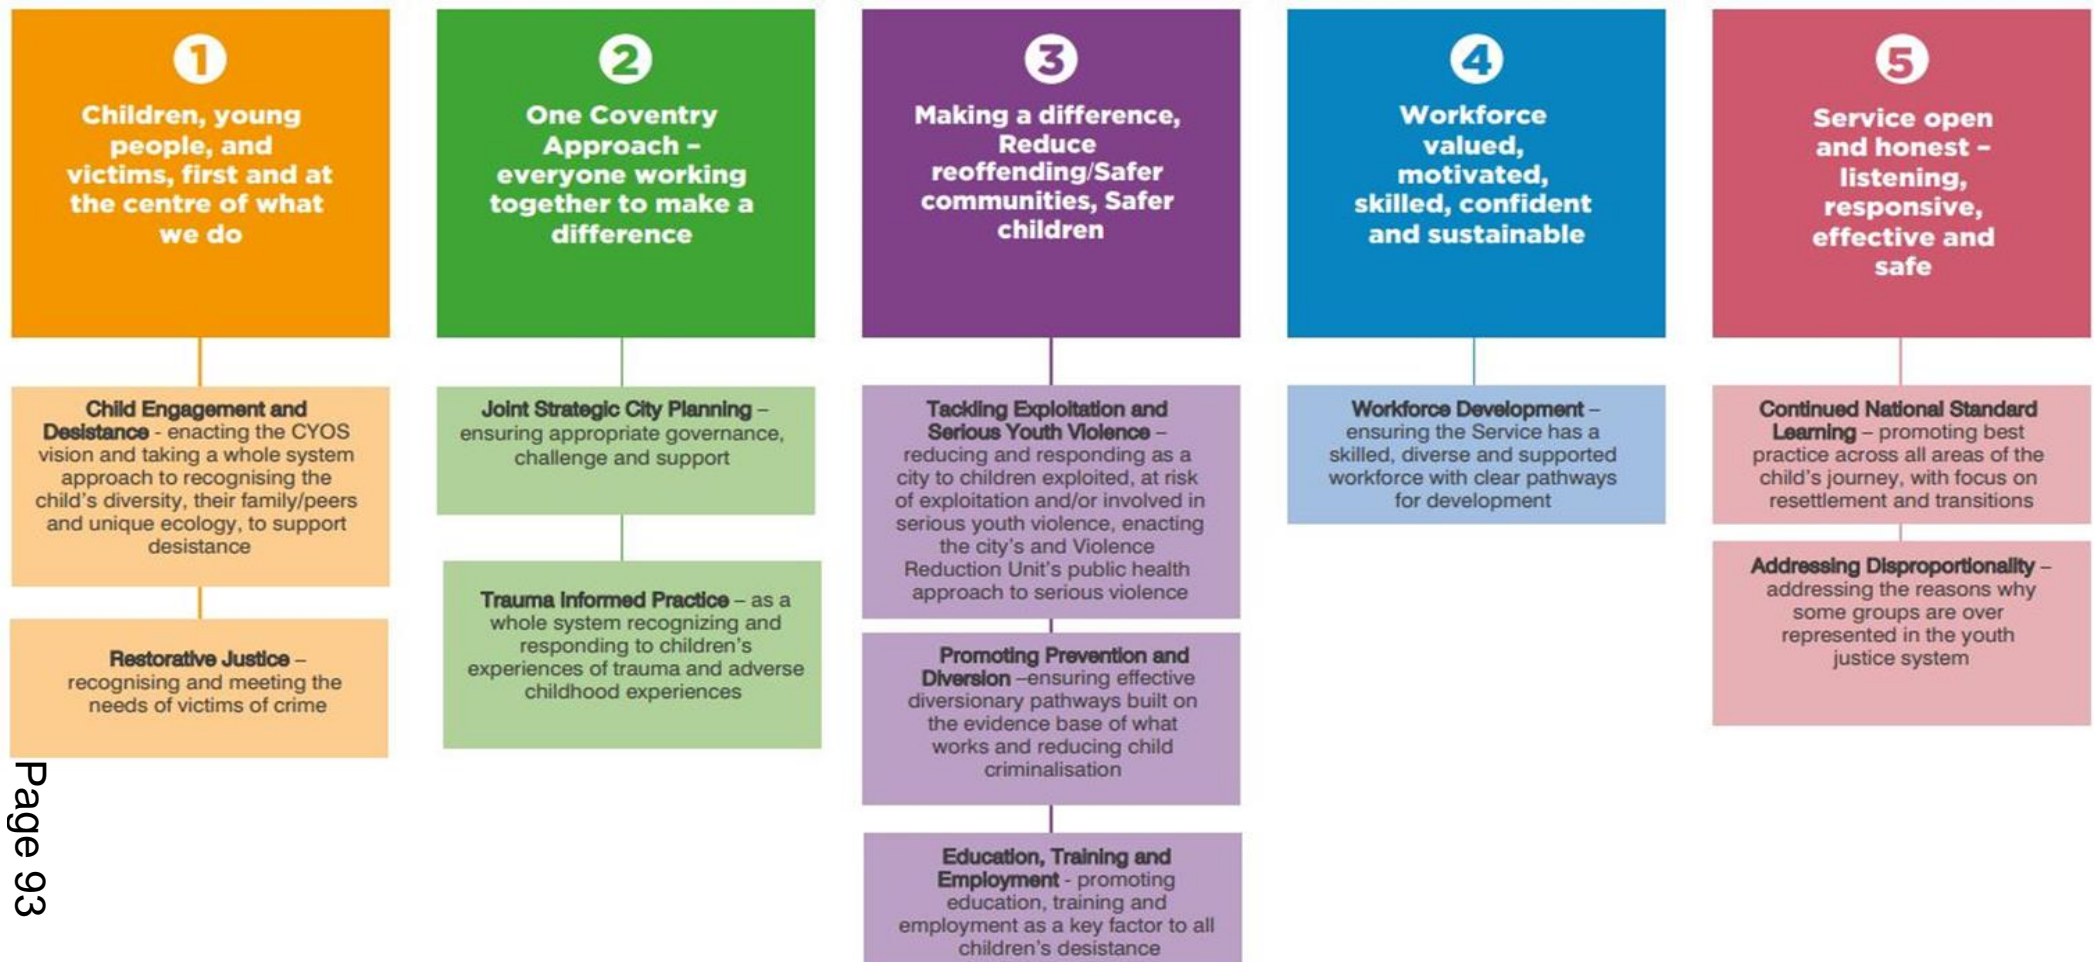 1
Children, young
people, and
victims, first and at
the centre of what
we do
Child Engagement and
Desistance - enacting the CYOS
vision and taking a whole system
approach to recognising the
child's diversity, their family/peers
and unique ecology, to support
desistance
Restorative Justice –
recognising and meeting the
needs of victims of crime
2
One Coventry
Approach –
everyone working
together to make a
difference
Joint Strategic City Planning –
ensuring appropriate governance,
challenge and support
Trauma Informed Practice – as a
whole system recognizing and
responding to children's
experiences of trauma and adverse
childhood experiences
3
Making a difference,
Reduce
reoffending/Safer
communities, Safer
children
Tackling Exploitation and
Serious Youth Violence –
reducing and responding as a
city to children exploited, at risk
of exploitation and/or involved in
serious youth violence, enacting
the city's and Violence
Reduction Unit's public health
approach to serious violence
Promoting Prevention and
Diversion –ensuring effective
diversionary pathways built on
the evidence base of what
works and reducing child
criminalisation
Education, Training and
Employment - promoting
education, training and
employment as a key factor to all
children's desistance
4
Workforce
valued,
motivated,
skilled, confident
and sustainable
Workforce Development –
ensuring the Service has a
skilled, diverse and supported
workforce with clear pathways
for development
5
Service open
and honest –
listening,
responsive,
effective and
safe
Continued National Standard
Learning – promoting best
practice across all areas of the
child's journey, with focus on
resettlement and transitions
Addressing Disproportionality –
addressing the reasons why
some groups are over
represented in the youth
justice system
Page 93